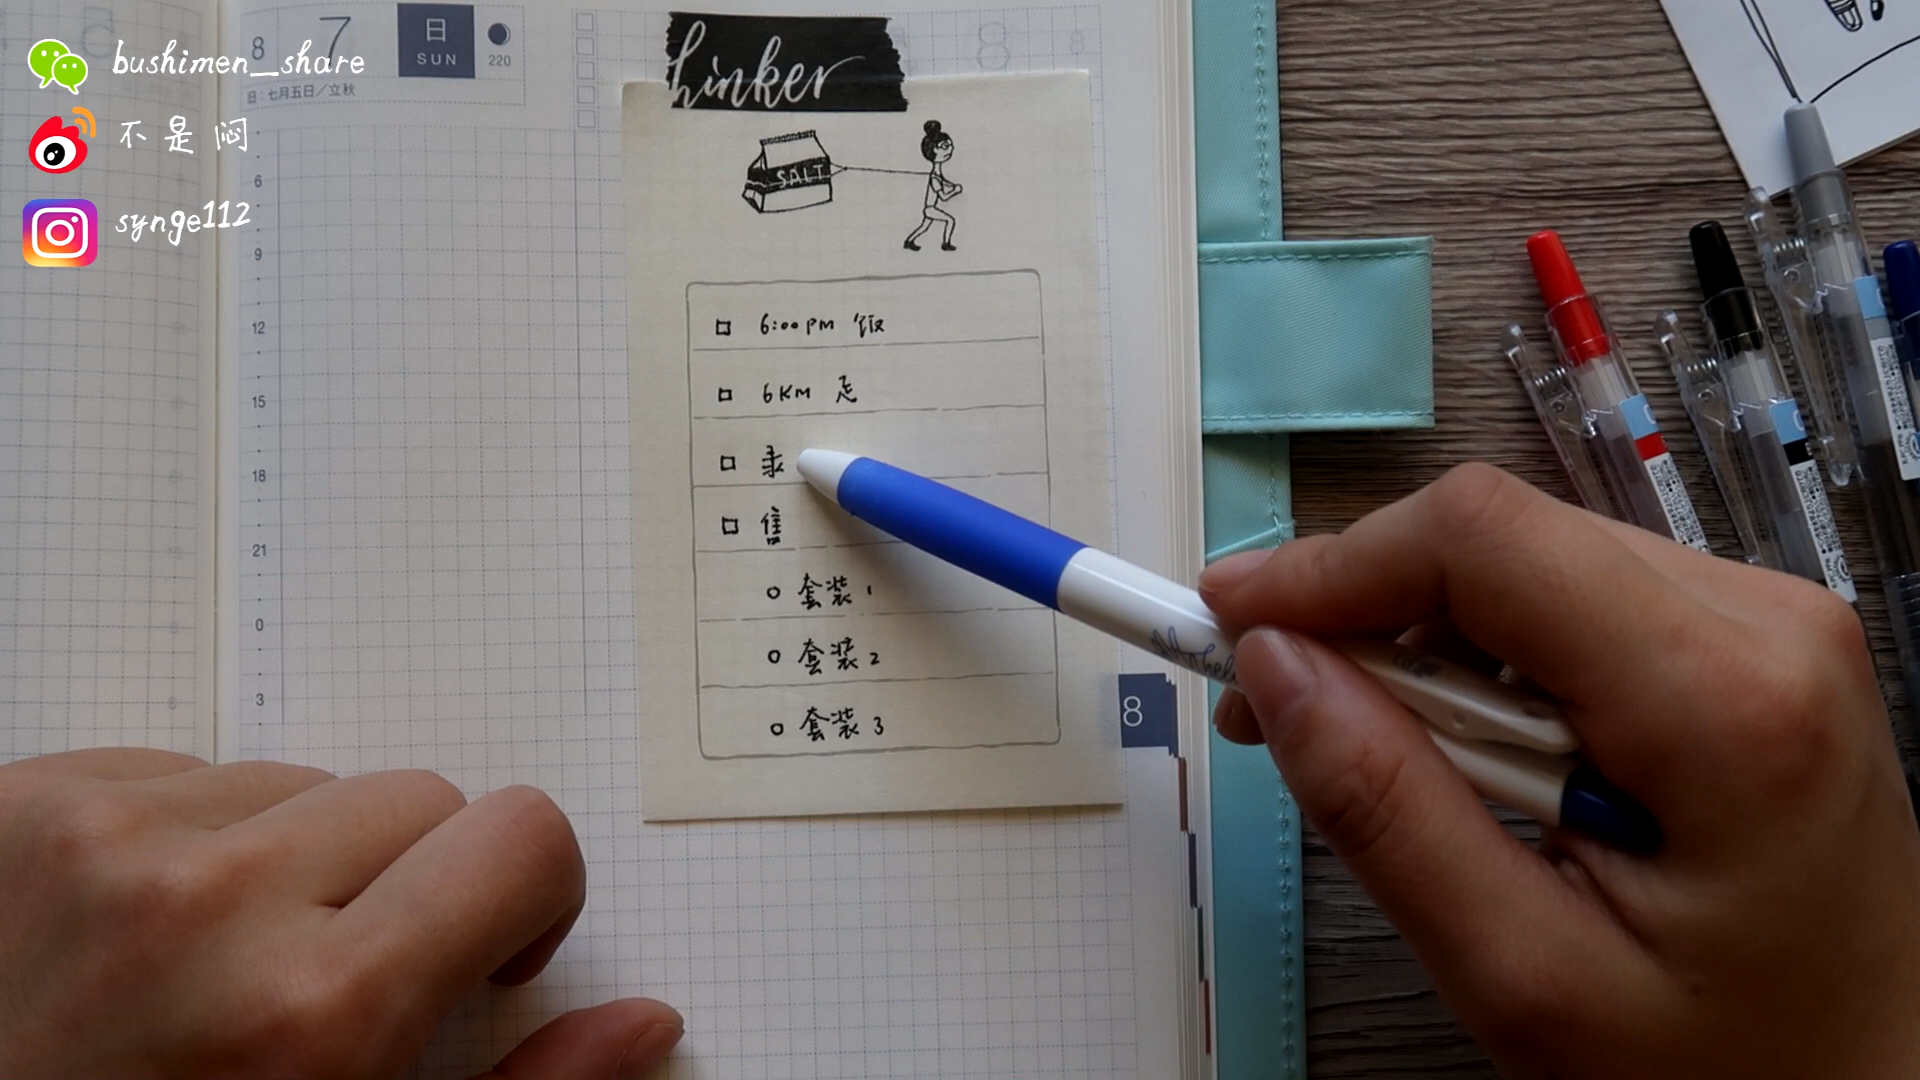 bushimen_share
不是闷
synge112
8 7 日 SUN 220
旧:七月五日/立秋
hinker
SALT
6:00 PM 饭
6KM 走
录
售
套装 1
套装 2
套装 3
6
9
12
15
18
21
0
3
8